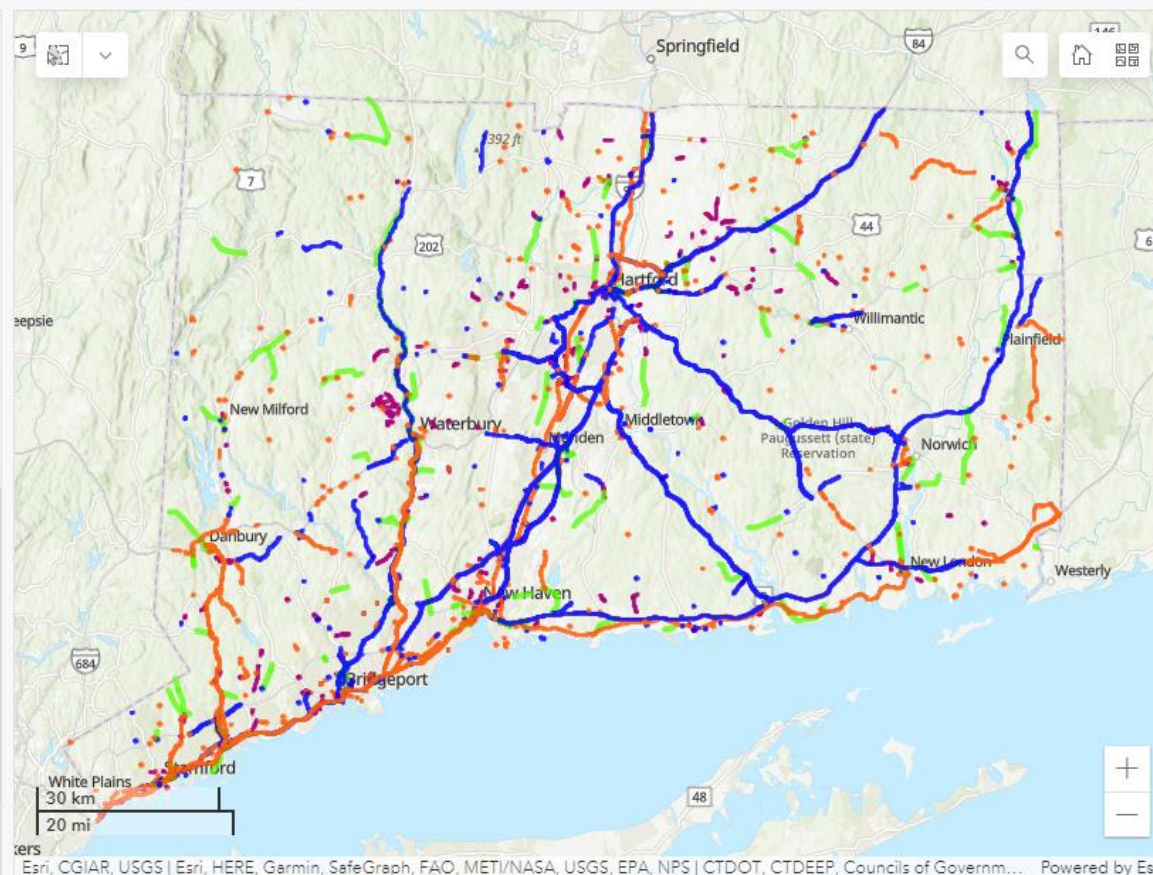 9
Springfield
84
146
392 ft
7
44
202
6
Hartford
eepsie
Willimantic
Plainfield
New Milford
Waterbury
Middletown
Golden Hill
Paugussett (state)
Reservation
Meriden
Norwich
Danbury
New London
Westerly
New Haven
684
Bridgeport
Stamford
White Plains
30 km
20 mi
48
kers
Esri, CGIAR, USGS | Esri, HERE, Garmin, SafeGraph, FAO, METI/NASA, USGS, EPA, NPS | CTDOT, CTDEEP, Councils of Governm... Powered by Es